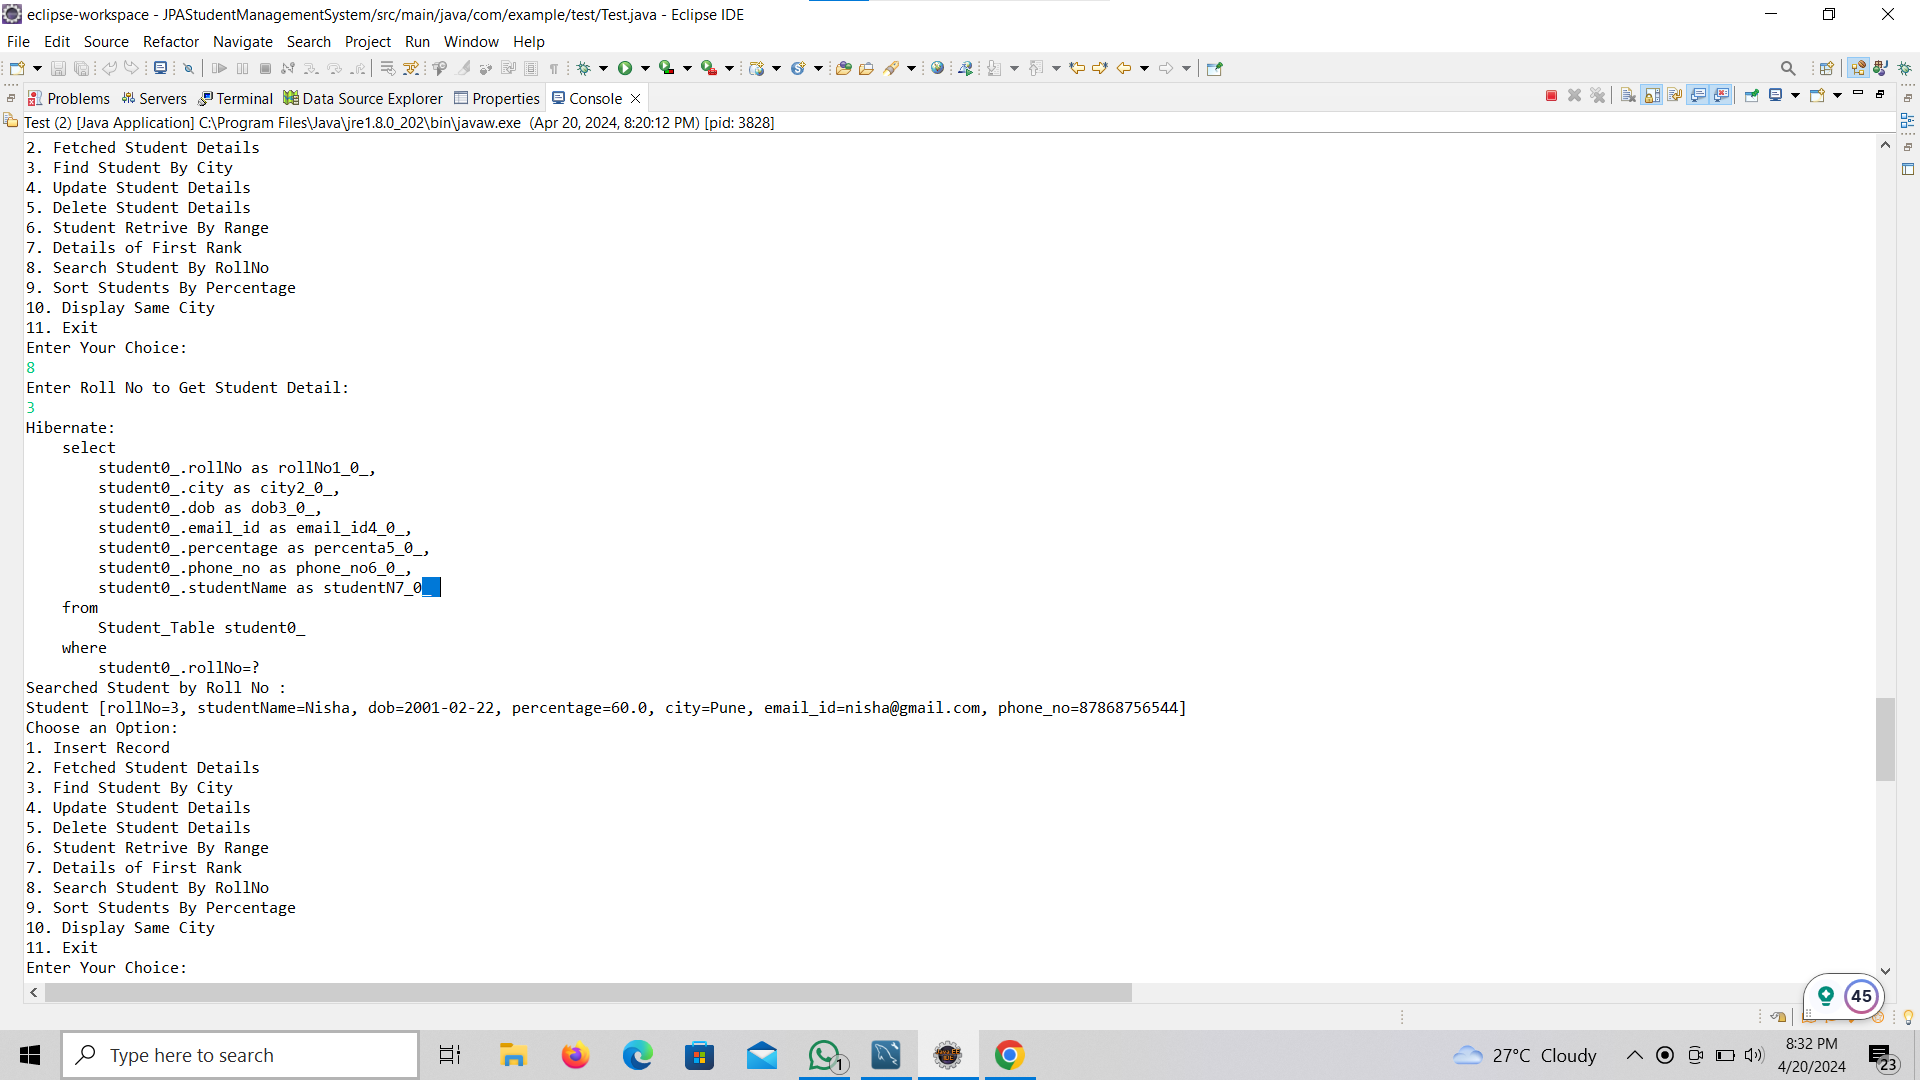 eclipse-workspace - JPAStudentManagementSystem/src/main/java/com/example/test/Test.java - Eclipse IDE
File Edit Source Refactor Navigate Search Project Run Window Help
Problems Servers Terminal Data Source Explorer Properties Console
Test (2) [Java Application] C:\Program Files\Java\jre1.8.0_202\bin\javaw.exe (Apr 20, 2024, 8:20:12 PM) [pid: 3828]
2. Fetched Student Details
3. Find Student By City
4. Update Student Details
5. Delete Student Details
6. Student Retrive By Range
7. Details of First Rank
8. Search Student By RollNo
9. Sort Students By Percentage
10. Display Same City
11. Exit
Enter Your Choice:
8
Enter Roll No to Get Student Detail:
3
Hibernate:
    select
        student0_.rollNo as rollNo1_0_,
        student0_.city as city2_0_,
        student0_.dob as dob3_0_,
        student0_.email_id as email_id4_0_,
        student0_.percentage as percenta5_0_,
        student0_.phone_no as phone_no6_0_,
        student0_.studentName as studentN7_0_
    from
        Student_Table student0_
    where
        student0_.rollNo=?
Searched Student by Roll No :
Student [rollNo=3, studentName=Nisha, dob=2001-02-22, percentage=60.0, city=Pune, email_id=nisha@gmail.com, phone_no=87868756544]
Choose an Option:
1. Insert Record
2. Fetched Student Details
3. Find Student By City
4. Update Student Details
5. Delete Student Details
6. Student Retrive By Range
7. Details of First Rank
8. Search Student By RollNo
9. Sort Students By Percentage
10. Display Same City
11. Exit
Enter Your Choice:
45
Type here to search
1
27°C Cloudy
8:32 PM
4/20/2024
23